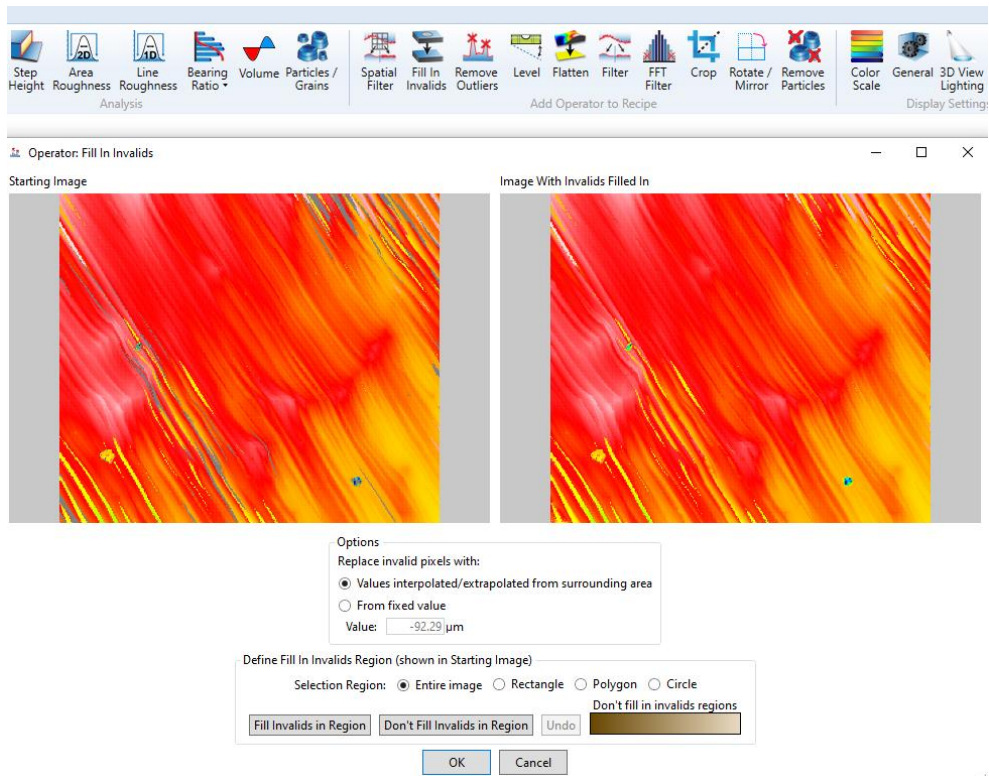 Step Height
Area Roughness
Line Roughness
Bearing Ratio
Volume
Particles / Grains
Spatial Filter
Fill In Invalids
Remove Outliers
Level
Flatten
Filter
FFT Filter
Crop
Rotate / Mirror
Remove Particles
Color Scale
General
3D View Lighting
Analysis
Add Operator to Recipe
Display Settings
2D
1D
Operator: Fill In Invalids
Starting Image
Image With Invalids Filled In
Options
Replace invalid pixels with:
Values interpolated/extrapolated from surrounding area
From fixed value
Value: -92.29 µm
Define Fill In Invalids Region (shown in Starting Image)
Selection Region: Entire image Rectangle Polygon Circle
Don't fill in invalids regions
Fill Invalids in Region Don't Fill Invalids in Region Undo
OK Cancel